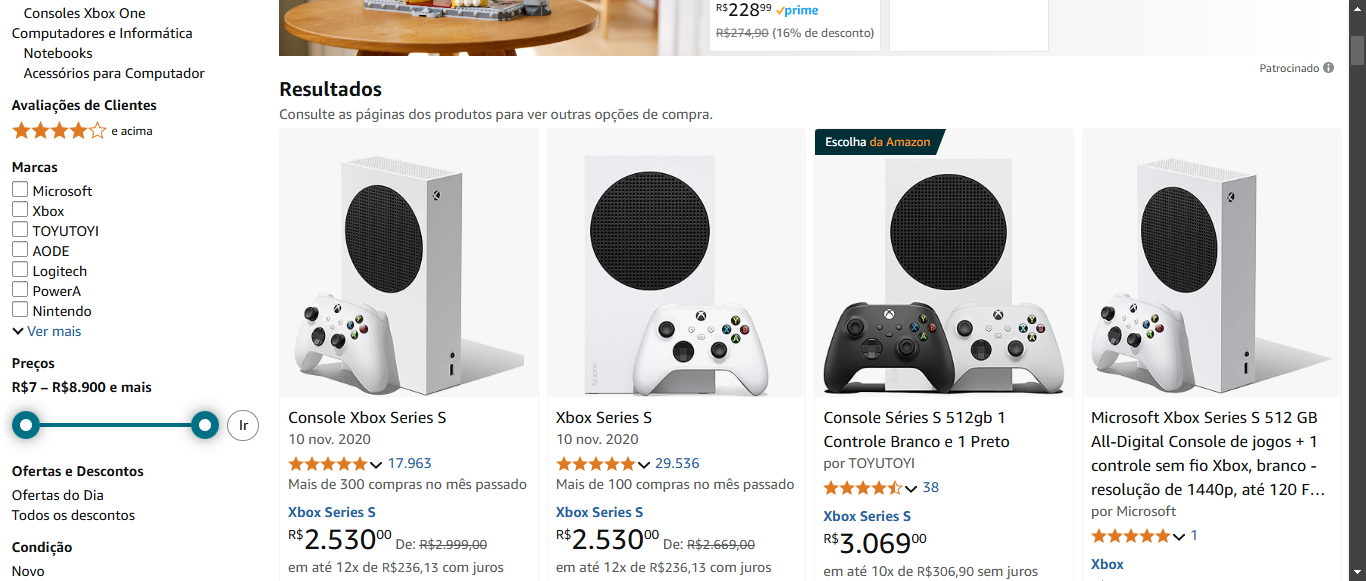 Consoles Xbox One
Computadores e Informática
Notebooks
Acessórios para Computador
Avaliações de Clientes
e acima
Marcas
Microsoft
Xbox
TOYUTOYI
AODE
Logitech
PowerA
Nintendo
Ver mais
Preços
R$7 – R$8.900 e mais
Ir
Ofertas e Descontos
Ofertas do Dia
Todos os descontos
Condição
Novo
R$22899 prime
R$274,90 (16% de desconto)
Patrocinado
Resultados
Consulte as páginas dos produtos para ver outras opções de compra.
Console Xbox Series S
10 nov. 2020
17.963
Mais de 300 compras no mês passado
Xbox Series S
R$2.53000 De: R$2.999,00
em até 12x de R$236,13 com juros
Xbox Series S
10 nov. 2020
29.536
Mais de 100 compras no mês passado
Xbox Series S
R$2.53000 De: R$2.669,00
em até 12x de R$236,13 com juros
Escolha da Amazon
Console Séries S 512gb 1
Controle Branco e 1 Preto
por TOYUTOYI
38
Xbox Series S
R$3.06900
em até 10x de R$306,90 sem juros
Microsoft Xbox Series S 512 GB
All-Digital Console de jogos + 1
controle sem fio Xbox, branco -
resolução de 1440p, até 120 F…
por Microsoft
1
Xbox